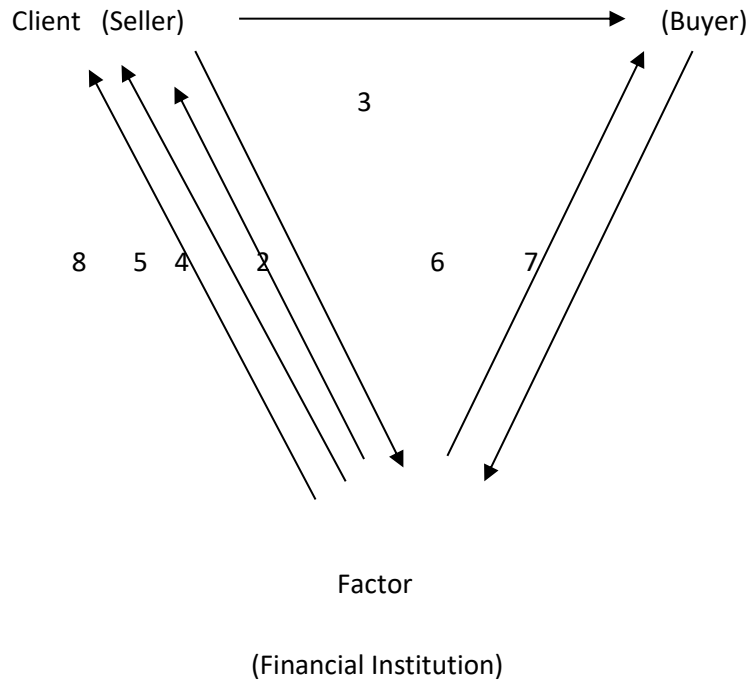 Client (Seller) (Buyer)
3
8 5 4 2 6 7
Factor
(Financial Institution)